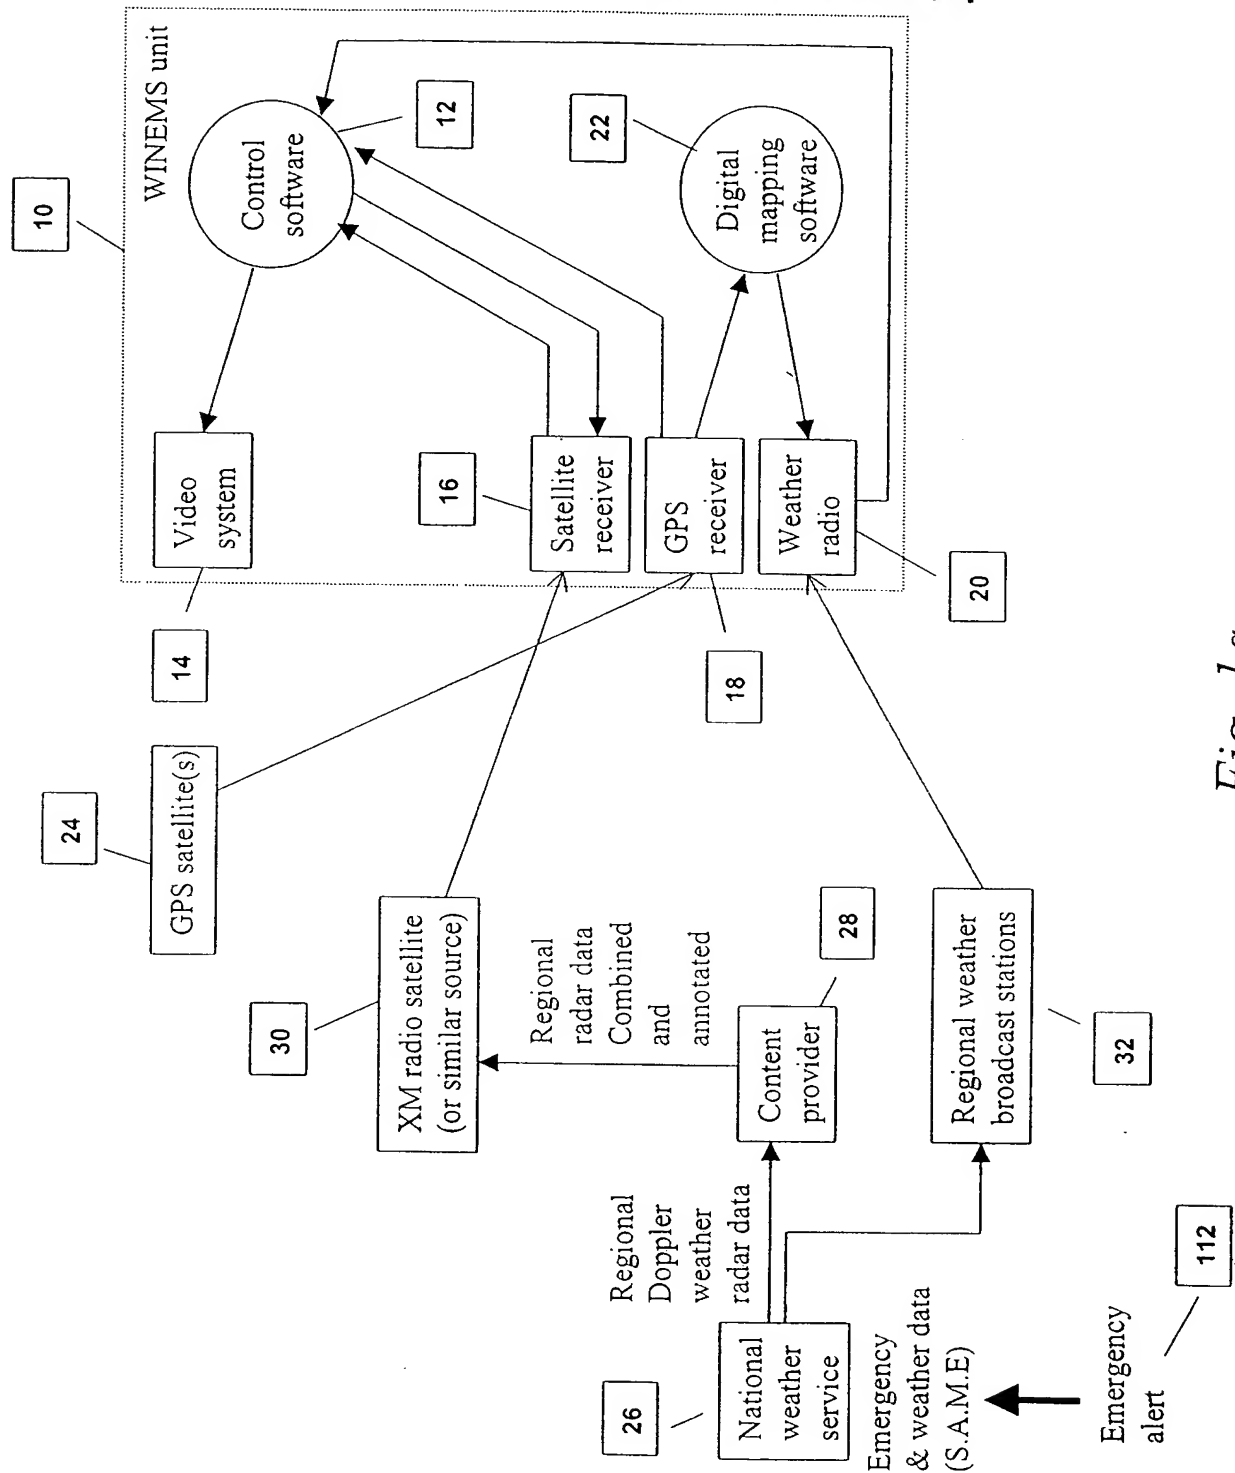 10
WINEMS unit
Control
software
12
22
Digital
mapping
software
Video
system
14
16
Satellite
receiver
GPS
receiver
18
Weather
radio
20
24
GPS satellite(s)
30
XM radio satellite
(or similar source)
Regional
radar data
Combined
and
annotated
28
Content
provider
Regional weather
broadcast stations
32
Regional
Doppler
weather
radar data
26
National
weather
service
Emergency
& weather data
(S.A.M.E)
Emergency
alert
112